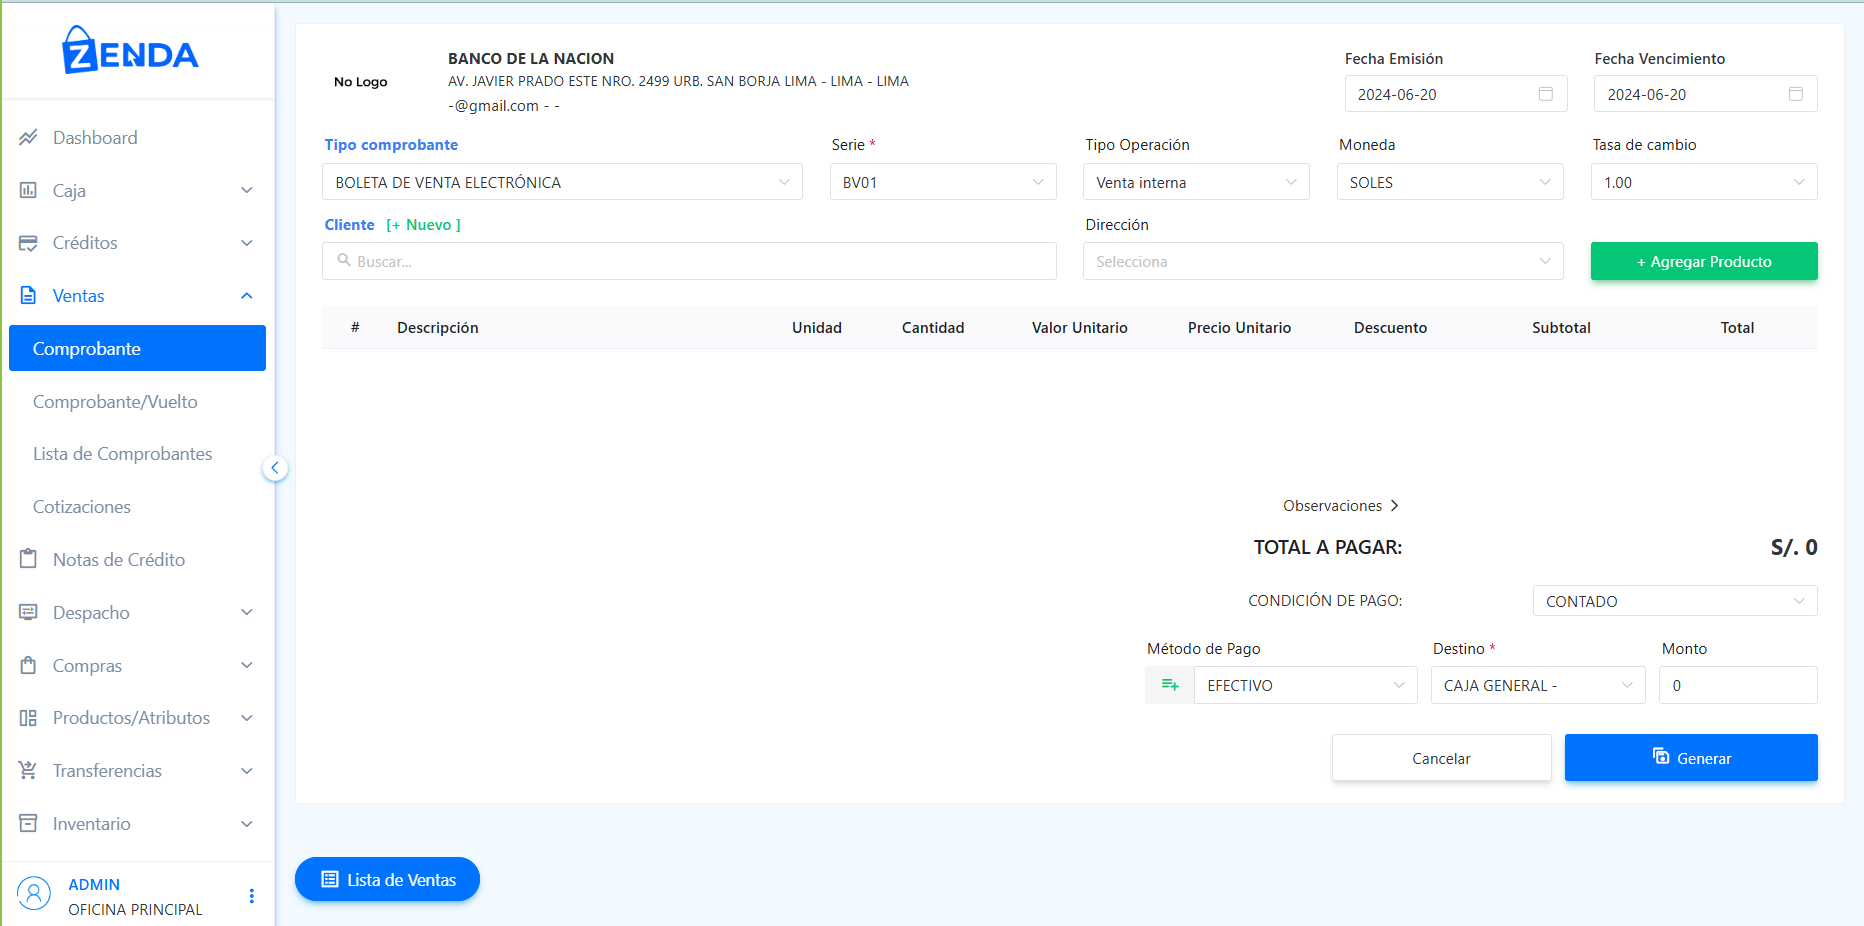 ZENDA
Dashboard
Caja
Créditos
Ventas
Comprobante
Comprobante/Vuelto
Lista de Comprobantes
Cotizaciones
Notas de Crédito
Despacho
Compras
Productos/Atributos
Transferencias
Inventario
ADMIN
OFICINA PRINCIPAL
No Logo
BANCO DE LA NACION
AV. JAVIER PRADO ESTE NRO. 2499 URB. SAN BORJA LIMA - LIMA - LIMA
-@gmail.com - -
Fecha Emisión
2024-06-20
Fecha Vencimiento
2024-06-20
Tipo comprobante
BOLETA DE VENTA ELECTRÓNICA
Serie *
BV01
Tipo Operación
Venta interna
Moneda
SOLES
Tasa de cambio
1.00
Cliente [+ Nuevo ]
Buscar...
Dirección
Selecciona
+ Agregar Producto
# Descripción Unidad Cantidad Valor Unitario Precio Unitario Descuento Subtotal Total
Observaciones
TOTAL A PAGAR: S/. 0
CONDICIÓN DE PAGO: CONTADO
Método de Pago
EFECTIVO
Destino *
CAJA GENERAL -
Monto
0
Cancelar
Generar
Lista de Ventas